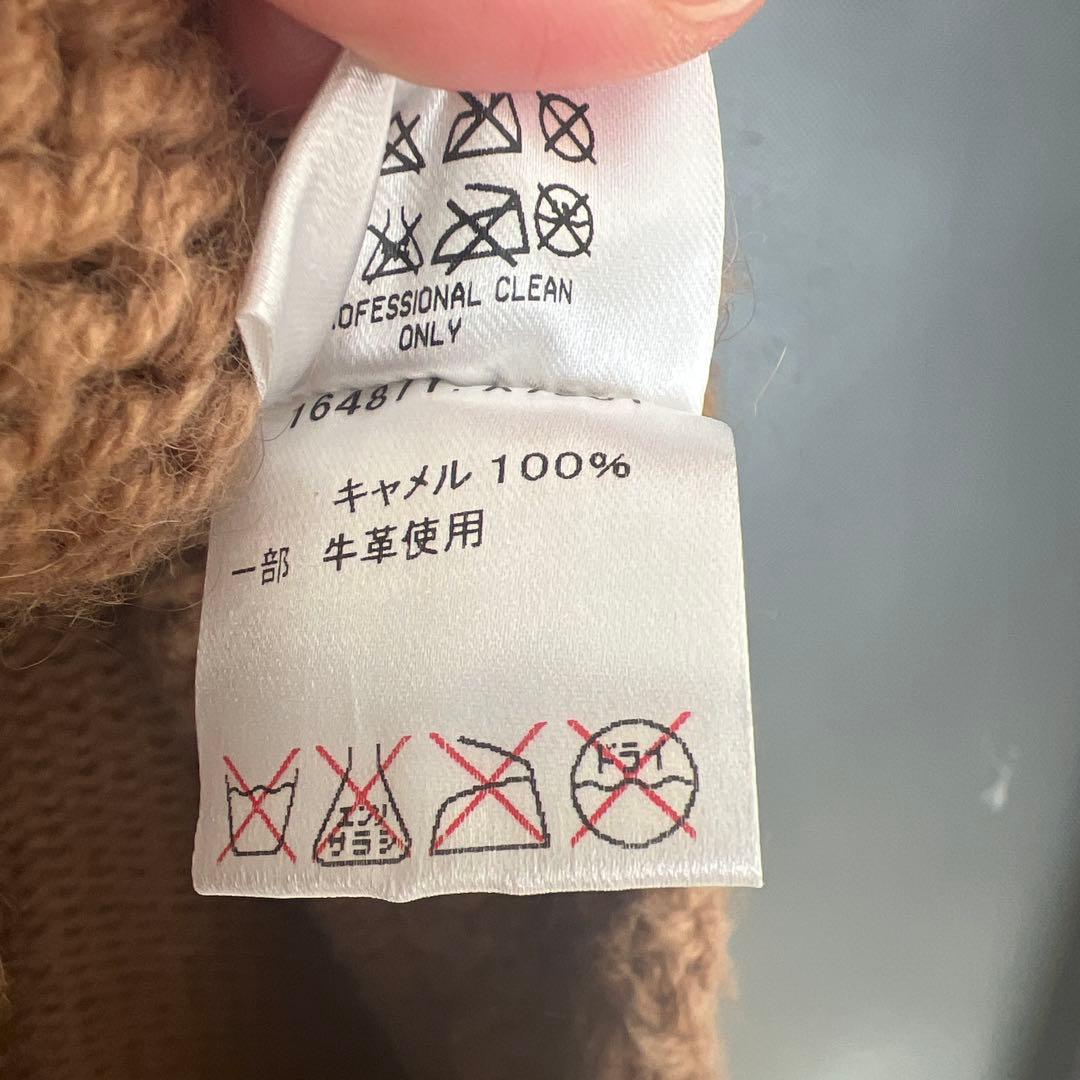 PROFESSIONAL CLEAN
ONLY
キャメル 100%
一部 牛革使用
エンソ
サラシ
ドライ